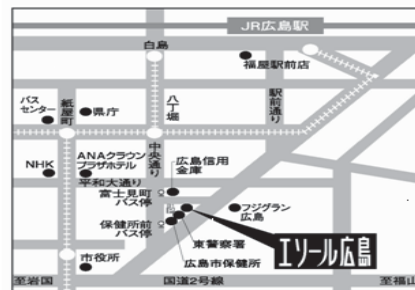 JR広島駅
白島
福屋駅前店
バス
センター
紙屋町
県庁
八丁堀
駅前通り
NHK
ANAクラウン
プラザホテル
中央通り
広島信用
金庫
平和大通り
富士見町
バス停
フジグラン
広島
保健所前
バス停
東警察署
エソール広島
市役所
広島市保健所
至岩国
国道2号線
至福山